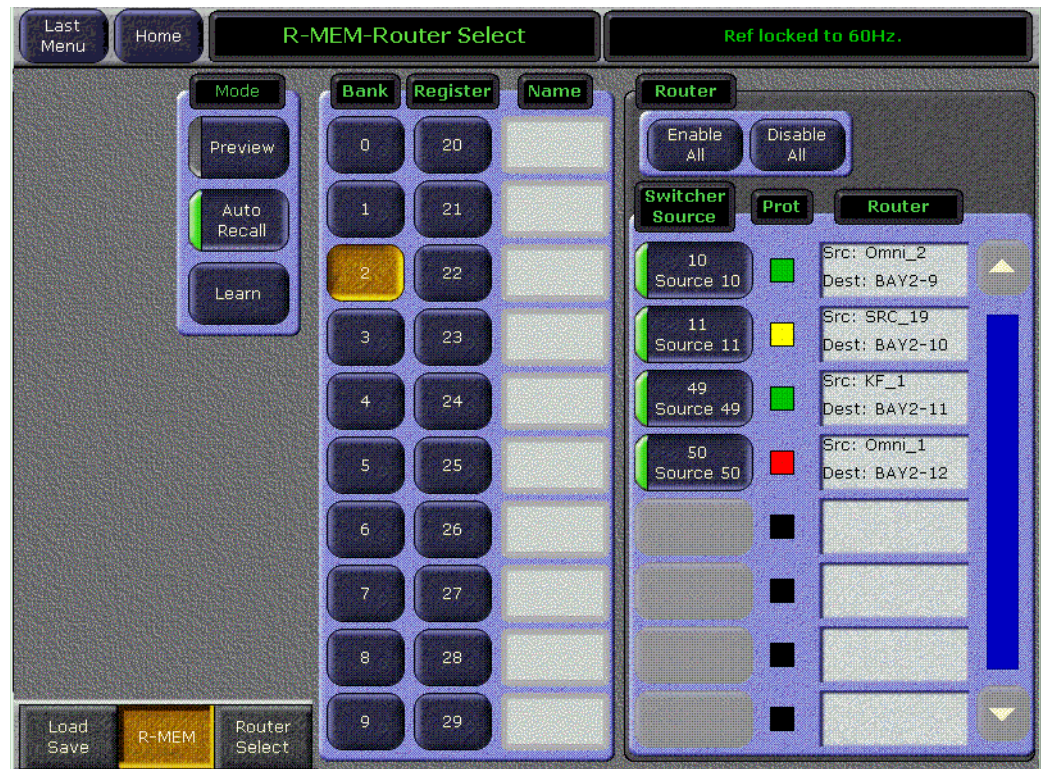 Last
Menu
Home
R-MEM-Router Select
Ref locked to 60Hz.
Mode
Preview
Auto
Recall
Learn
Bank Register Name
0 20
1 21
2 22
3 23
4 24
5 25
6 26
7 27
8 28
9 29
Router
Enable
All
Disable
All
Switcher
Source
Prot
Router
10
Source 10
Src: Omni_2
Dest: BAY2-9
11
Source 11
Src: SRC_19
Dest: BAY2-10
49
Source 49
Src: KF_1
Dest: BAY2-11
50
Source 50
Src: Omni_1
Dest: BAY2-12
Load
Save
R-MEM
Router
Select